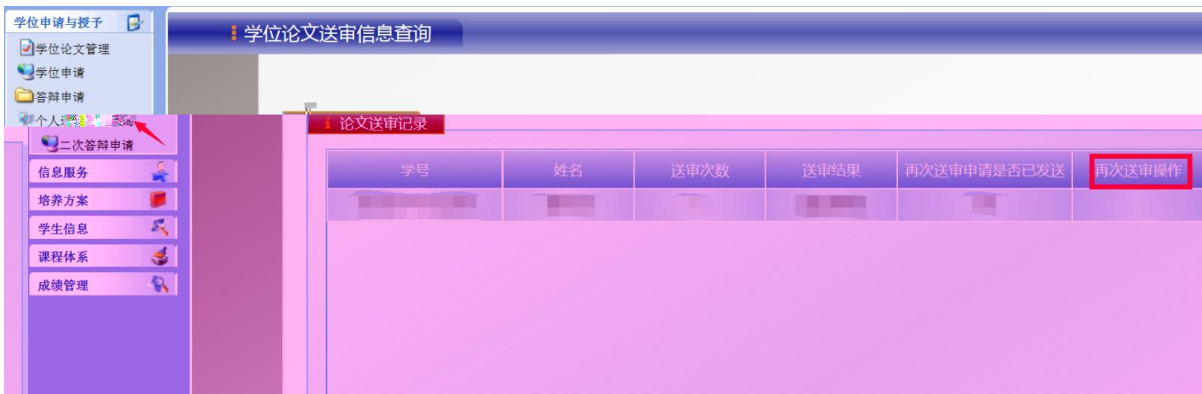 学位申请与授予
学位论文送审信息查询
学位论文管理
学位申请
答辩申请
个人
二次答辩申请
论文送审记录
信息服务
学号 姓名 送审次数 送审结果 再次送审申请是否已发送 再次送审操作
培养方案
学生信息
课程体系
成绩管理